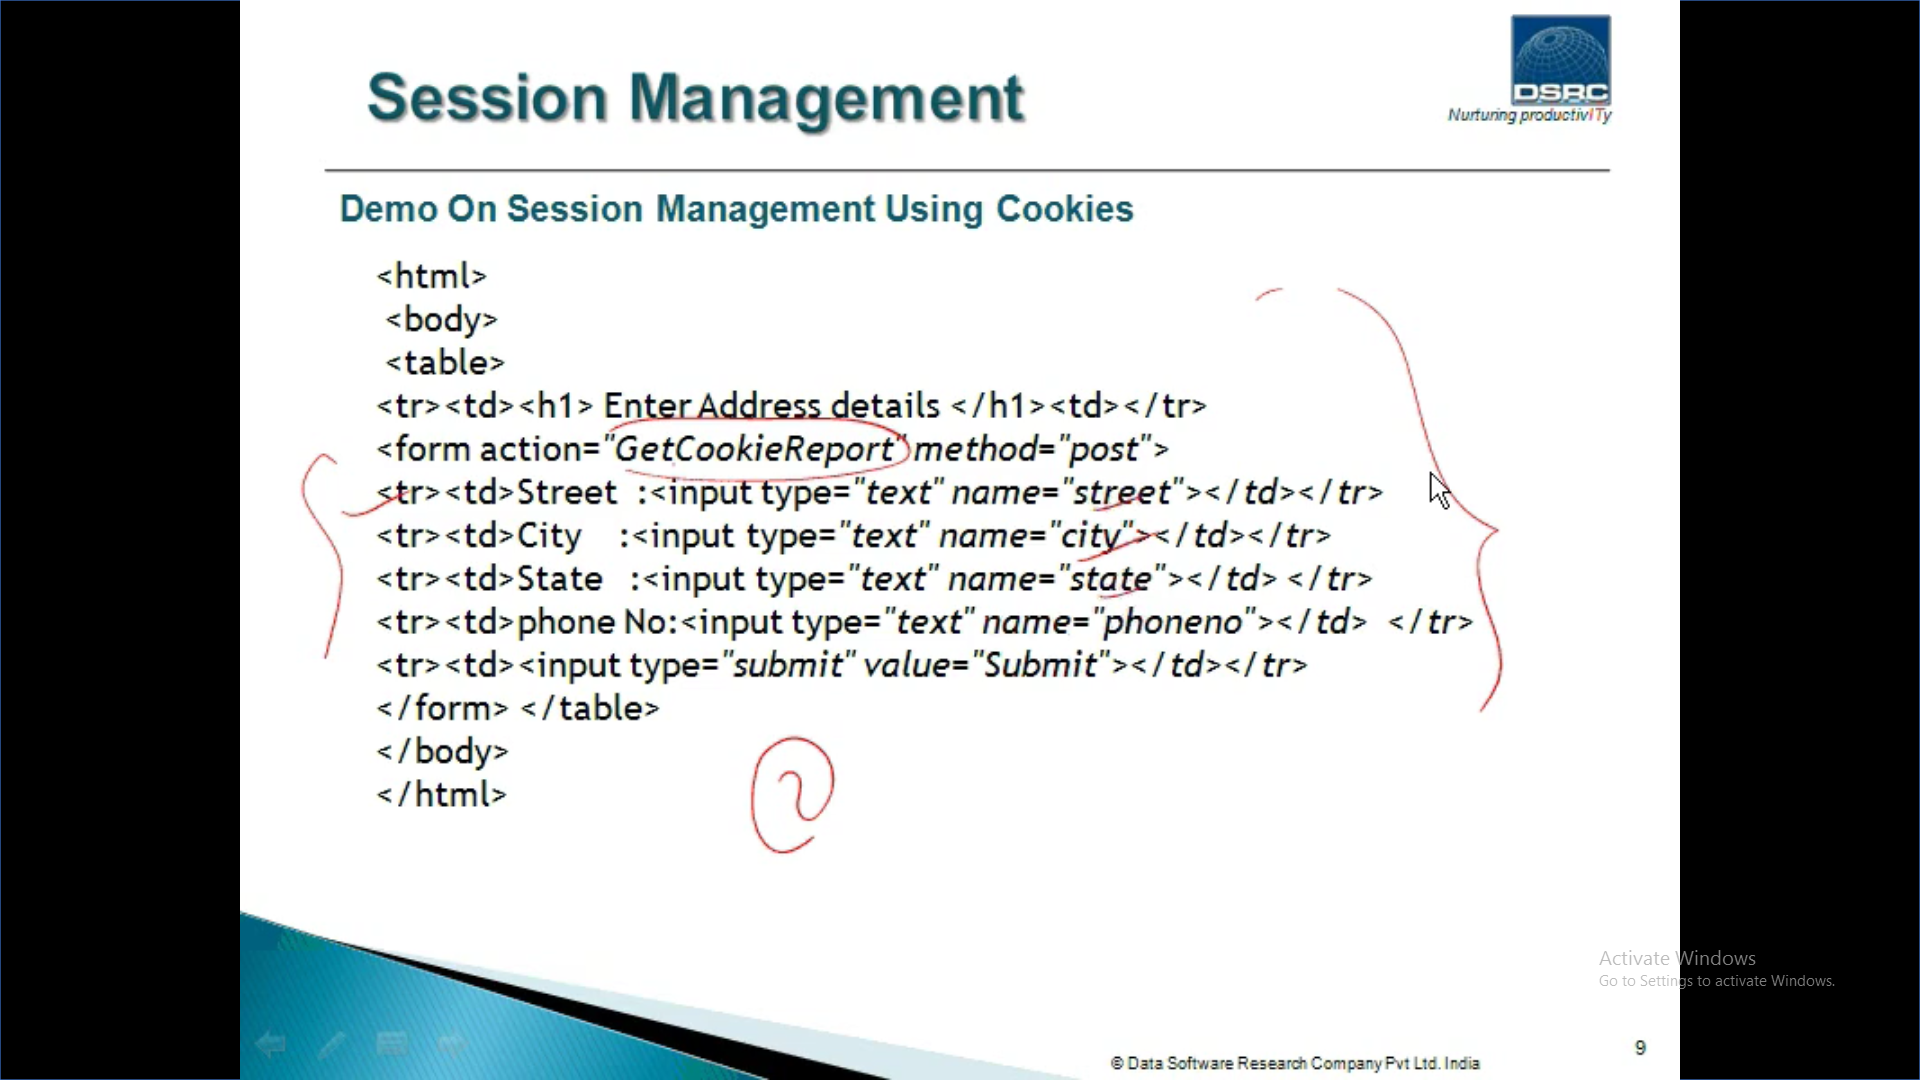 Session Management
DSRC
Nurturing productivITy
Demo On Session Management Using Cookies
<html>
<body>
<table>
<tr><td><h1> Enter Address details </h1><td></tr>
<form action="GetCookieReport" method="post">
<tr><td>Street :<input type="text" name="street"></td></tr>
<tr><td>City :<input type="text" name="city"></td></tr>
<tr><td>State :<input type="text" name="state"></td> </tr>
<tr><td>phone No:<input type="text" name="phoneno"></td> </tr>
<tr><td><input type="submit" value="Submit"></td></tr>
</form> </table>
</body>
</html>
2
Activate Windows
Go to Settings to activate Windows.
9
© Data Software Research Company Pvt Ltd. India